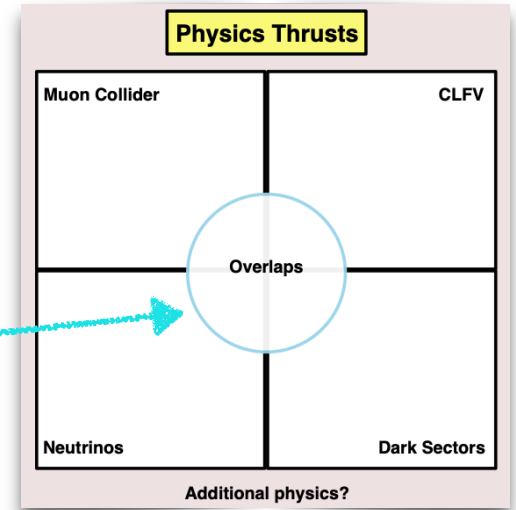 Physics Thrusts
Muon Collider
CLFV
Overlaps
Neutrinos
Dark Sectors
Additional physics?